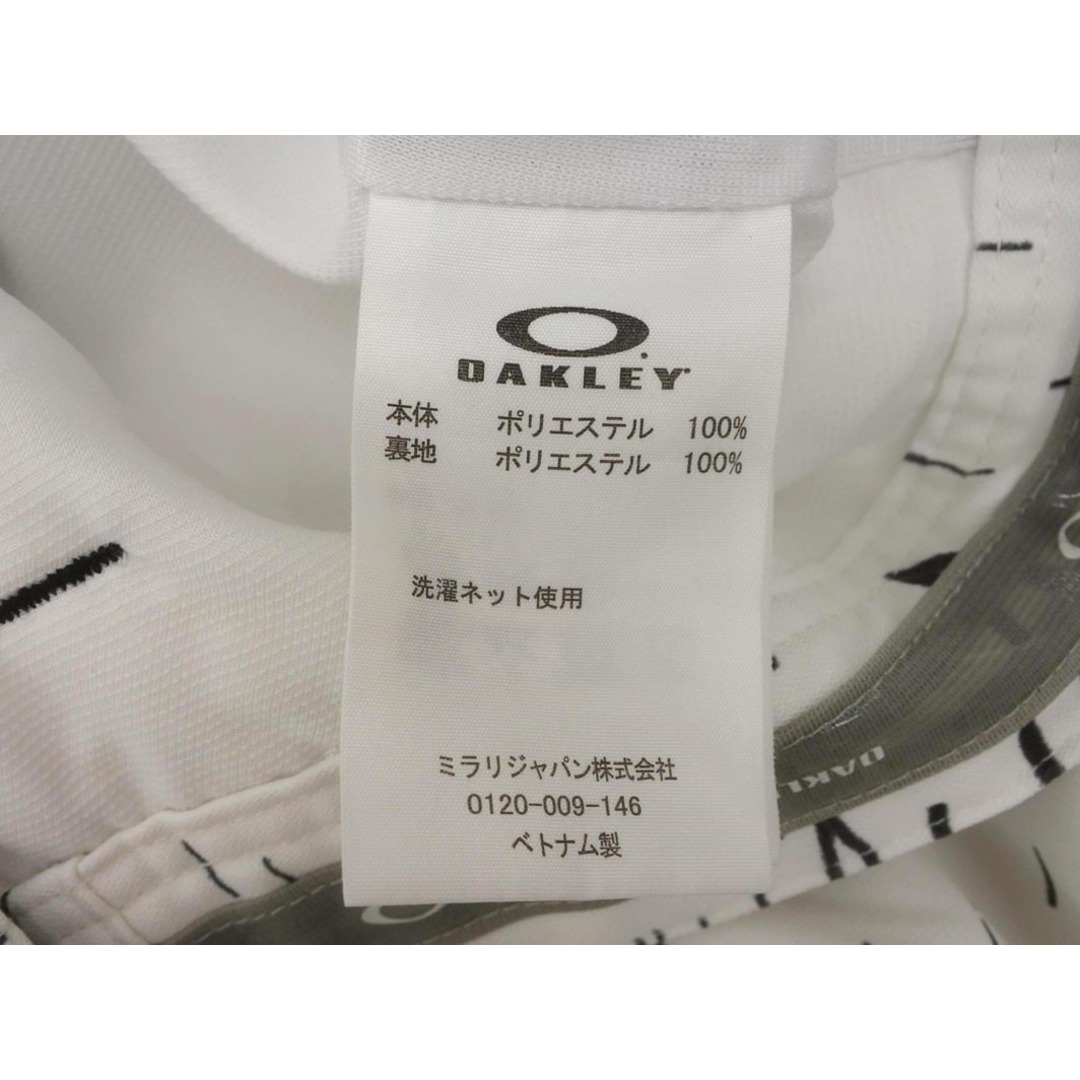 OAKLEY
本体 ポリエステル 100%
裏地 ポリエステル 100%
洗濯ネット使用
ミラリジャパン株式会社
0120-009-146
ベトナム製
OAKL